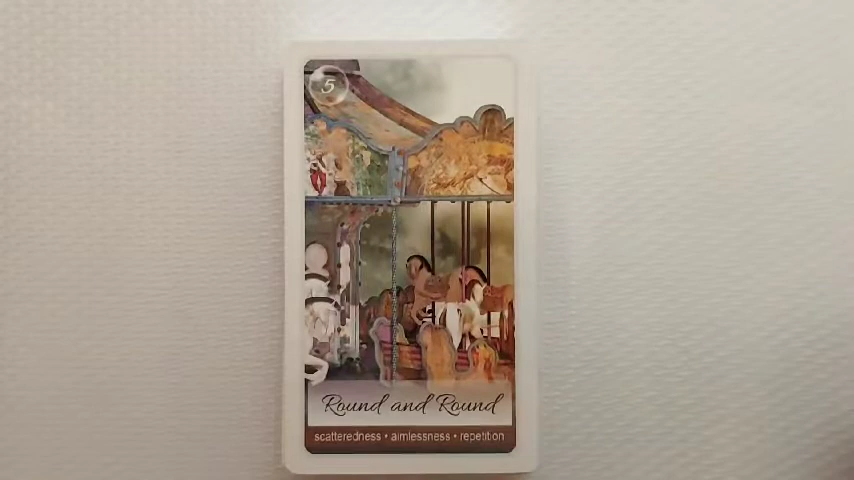 5
Round and Round
scatteredness • aimlessness • repetition